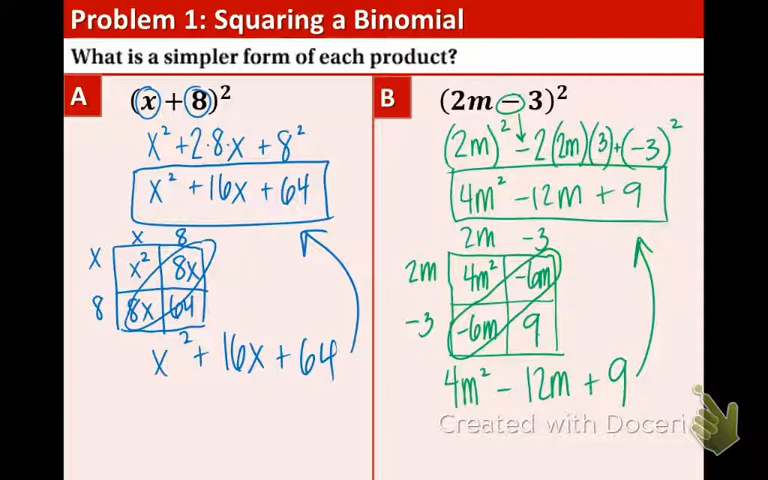 Problem 1: Squaring a Binomial
What is a simpler form of each product?
A
(x + 8)²
x² + 2·8·x + 8²
x² + 16x + 64
x 8
x x² 8x
8 8x 64
x² + 16x + 64
B
(2m − 3)²
(2m)² − 2(2m)(3) + (−3)²
4m² − 12m + 9
2m −3
2m 4m² −6m
−3 −6m 9
4m² − 12m + 9
Created with Doceri